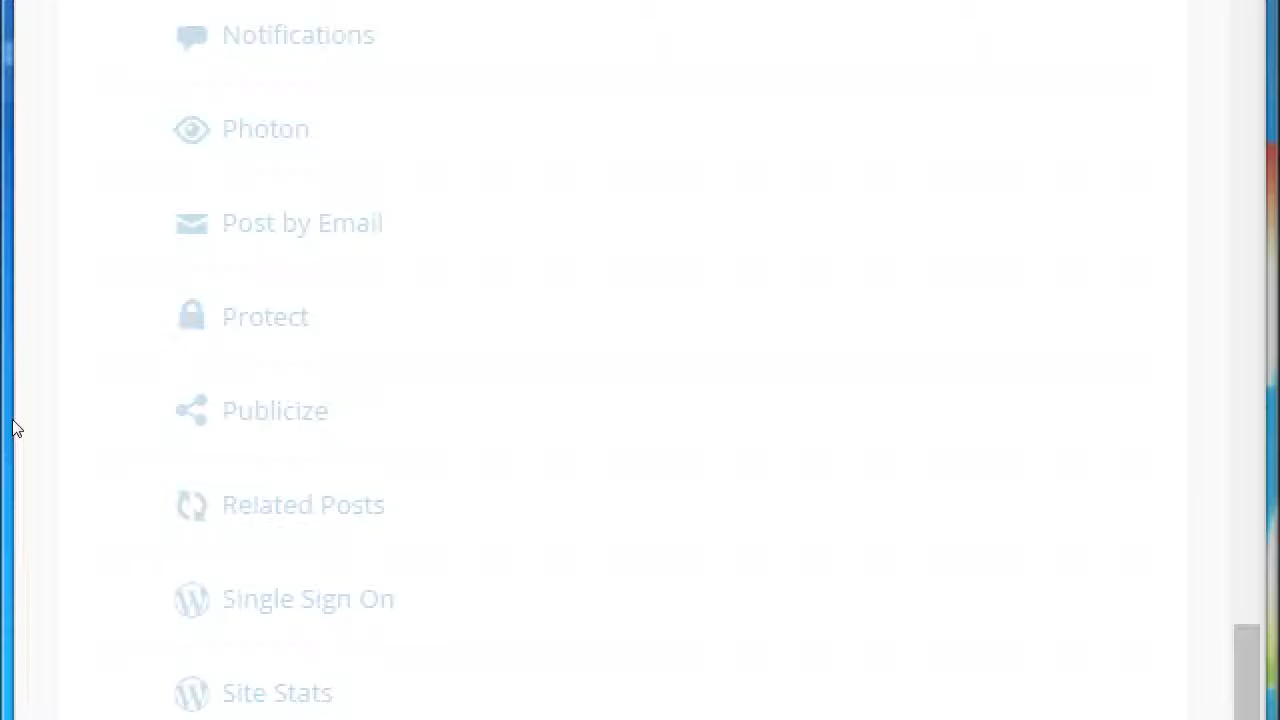 Notifications
Photon
Post by Email
Protect
Publicize
Related Posts
Single Sign On
Site Stats